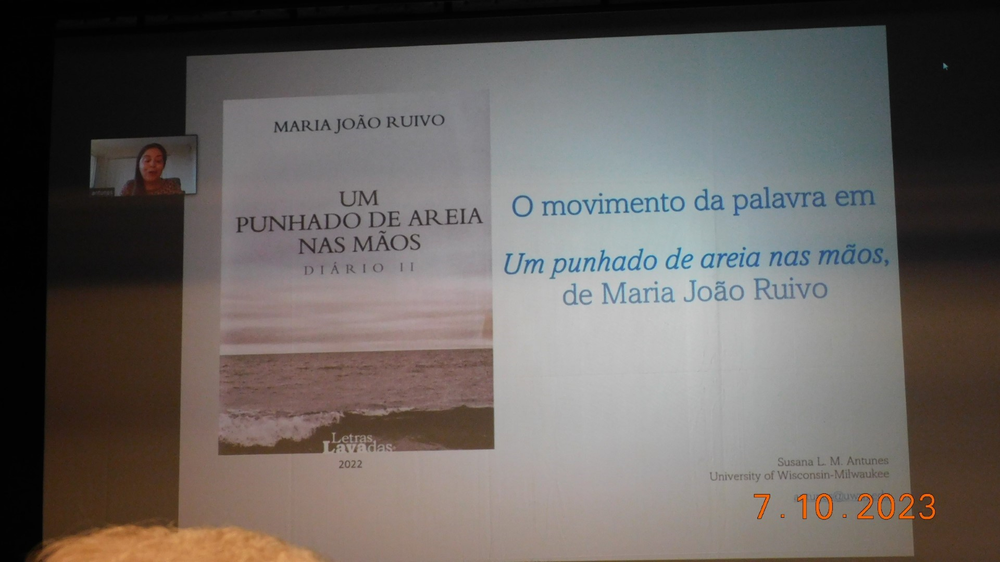 MARIA JOÃO RUIVO
UM
PUNHADO DE AREIA
NAS MÃOS
DIÁRIO II
Letras
Lavadas
2022
antunes
O movimento da palavra em
Um punhado de areia nas mãos,
de Maria João Ruivo
Susana L. M. Antunes
University of Wisconsin-Milwaukee
7.10.2023